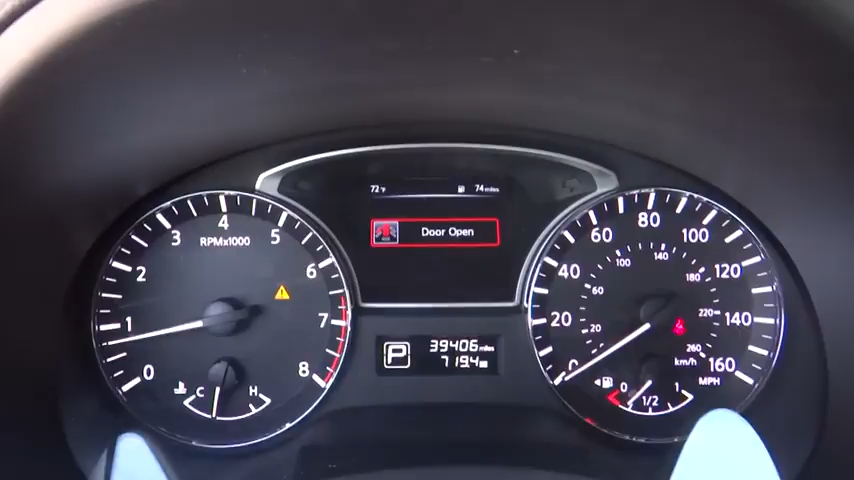 72°F 74 miles
Door Open
0 1 2 3 4 5 6 7 8
RPMx1000
C H
P
39406 miles
719.4
0 20 40 60 80 100 120 140 160
20 60 100 140 180 220 260
km/h
MPH
0 1/2 1